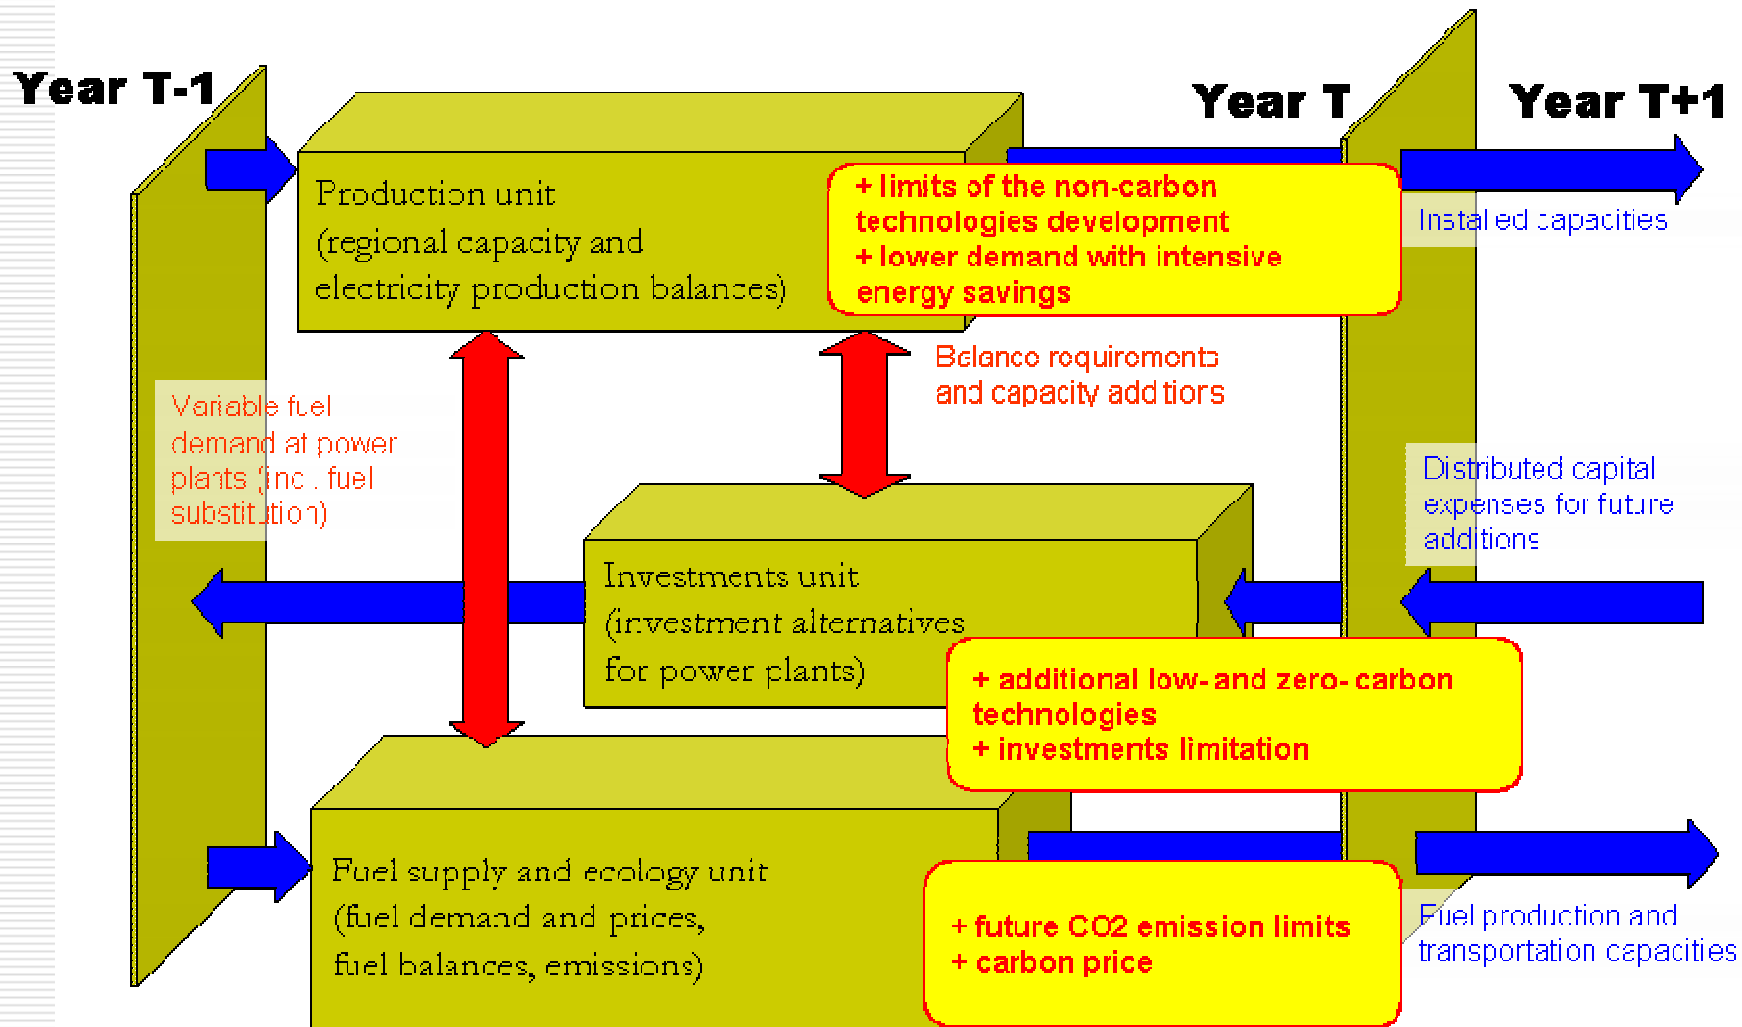 Year T-1
Year T
Year T+1
Production unit
(regional capacity and
electricity production balances)
+ limits of the non-carbon
technologies development
+ lower demand with intensive
energy savings
Installed capacities
Balance requirements
and capacity additions
Variable fuel
demand at power
plants (incl. fuel
substitution)
Distributed capital
expenses for future
additions
Investments unit
(investment alternatives
for power plants)
+ additional low- and zero- carbon
technologies
+ investments limitation
Fuel supply and ecology unit
(fuel demand and prices,
fuel balances, emissions)
+ future CO2 emission limits
+ carbon price
Fuel production and
transportation capacities